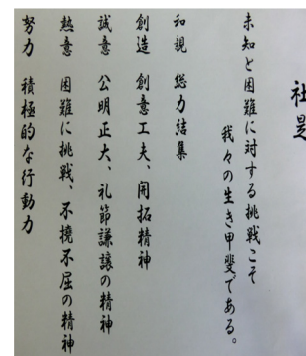 社是
未知と困難に対する挑戦こそ
我々の生き甲斐である。
和親 総力結集
創造 創意工夫、開拓精神
誠意 公明正大、礼節謙譲の精神
熱意 困難に挑戦、不撓不屈の精神
努力 積極的な行動力